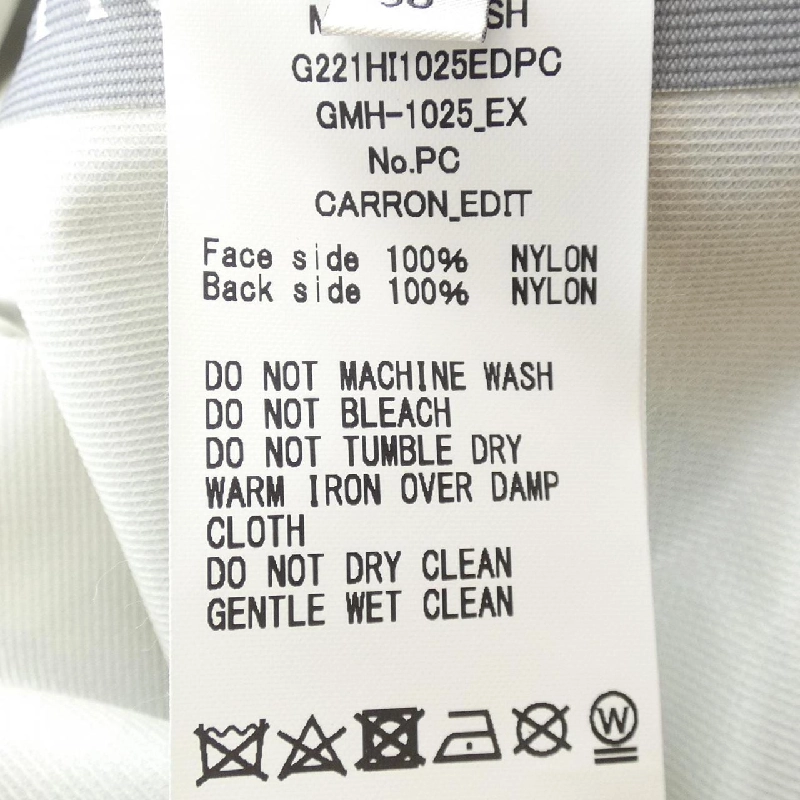 G221HI1025EDPC
GMH-1025_EX
No.PC
CARRON_EDIT
Face side 100% NYLON
Back side 100% NYLON
DO NOT MACHINE WASH
DO NOT BLEACH
DO NOT TUMBLE DRY
WARM IRON OVER DAMP
CLOTH
DO NOT DRY CLEAN
GENTLE WET CLEAN
W